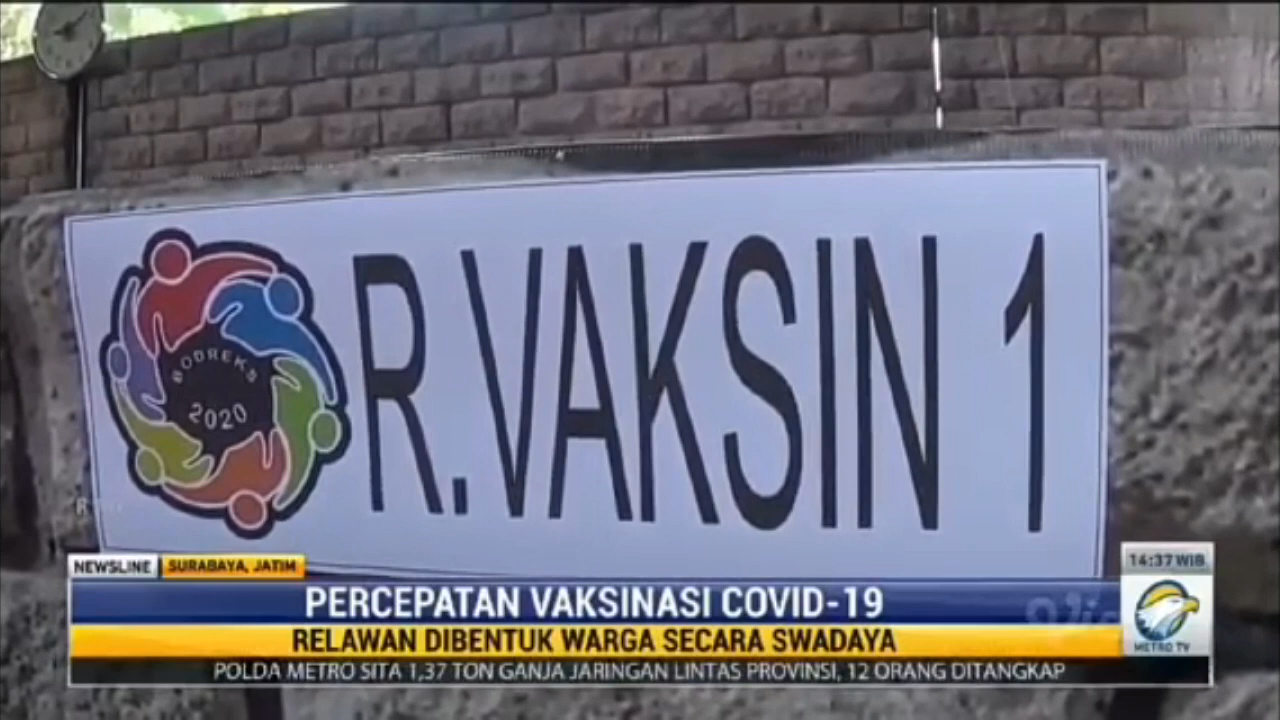 BODREKS
2020
R.VAKSIN 1
NEWSLINE
SURABAYA, JATIM
14:37 WIB
PERCEPATAN VAKSINASI COVID-19
RELAWAN DIBENTUK WARGA SECARA SWADAYA
METRO TV
POLDA METRO SITA 1,37 TON GANJA JARINGAN LINTAS PROVINSI, 12 ORANG DITANGKAP